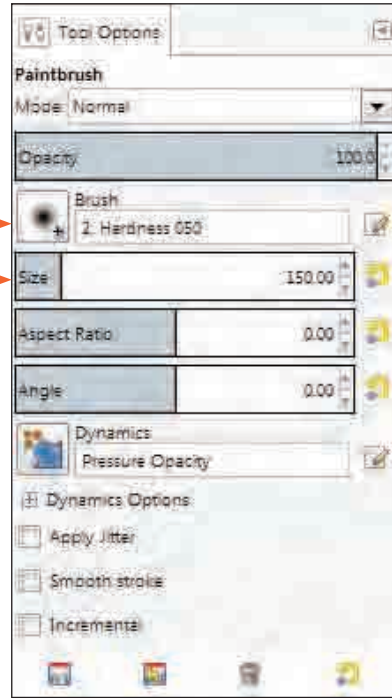 Tool Options
Paintbrush
Mode: Normal
Opacity 100.0
Brush
2. Hardness 050
Size 150.00
Aspect Ratio 0.00
Angle 0.00
Dynamics
Pressure Opacity
Dynamics Options
Apply Jitter
Smooth stroke
Incremental